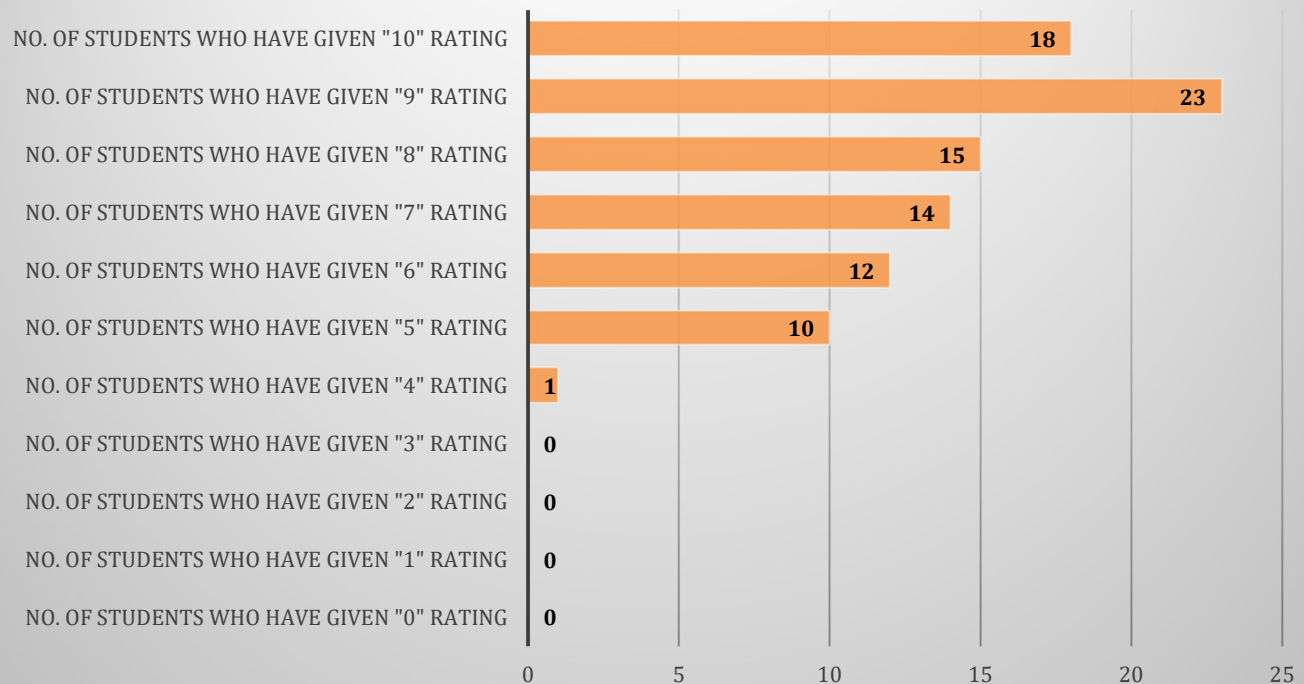 NO. OF STUDENTS WHO HAVE GIVEN "10" RATING 18
NO. OF STUDENTS WHO HAVE GIVEN "9" RATING 23
NO. OF STUDENTS WHO HAVE GIVEN "8" RATING 15
NO. OF STUDENTS WHO HAVE GIVEN "7" RATING 14
NO. OF STUDENTS WHO HAVE GIVEN "6" RATING 12
NO. OF STUDENTS WHO HAVE GIVEN "5" RATING 10
NO. OF STUDENTS WHO HAVE GIVEN "4" RATING 1
NO. OF STUDENTS WHO HAVE GIVEN "3" RATING 0
NO. OF STUDENTS WHO HAVE GIVEN "2" RATING 0
NO. OF STUDENTS WHO HAVE GIVEN "1" RATING 0
NO. OF STUDENTS WHO HAVE GIVEN "0" RATING 0
0 5 10 15 20 25